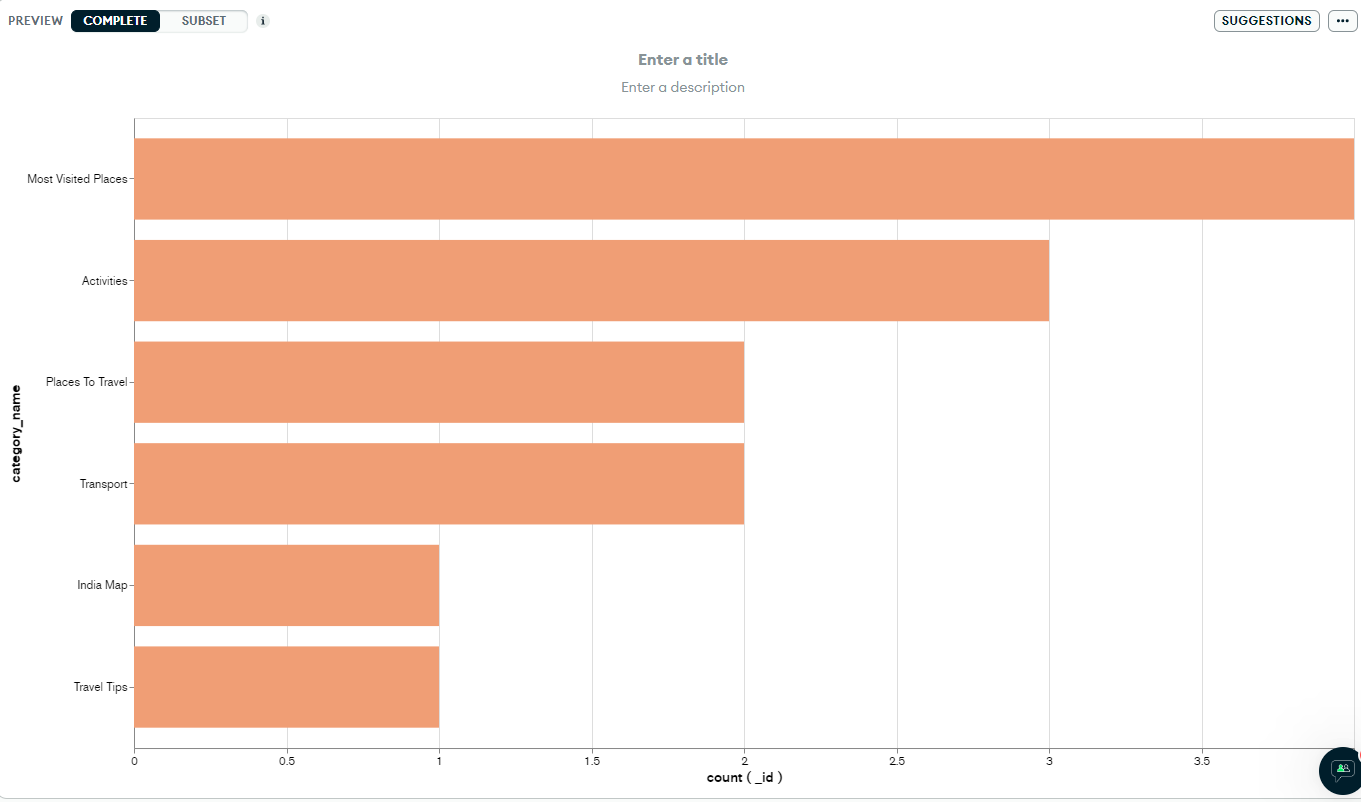 PREVIEW COMPLETE SUBSET i SUGGESTIONS ...
Enter a title
Enter a description
category_name
Most Visited Places
Activities
Places To Travel
Transport
India Map
Travel Tips
0 0.5 1 1.5 2 2.5 3 3.5
count ( _id )